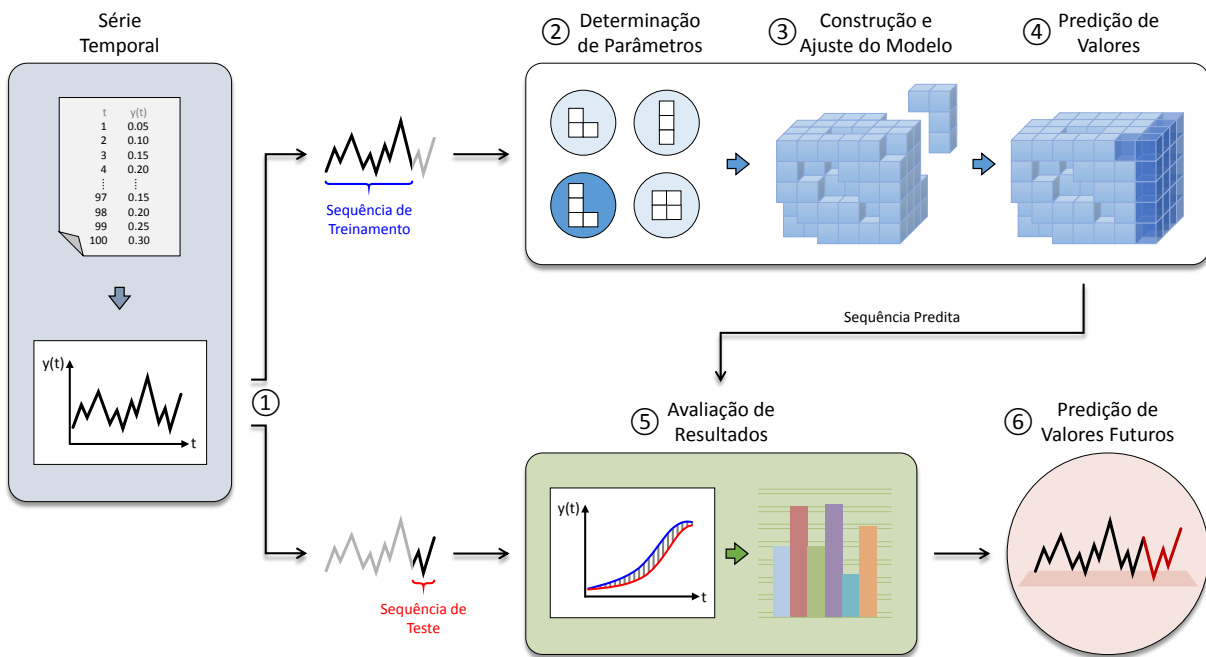 Série
Temporal
t y(t)
1 0.05
2 0.10
3 0.15
4 0.20
⋮ ⋮
97 0.15
98 0.20
99 0.25
100 0.30
y(t)
t
①
Sequência de
Treinamento
② Determinação
de Parâmetros
③ Construção e
Ajuste do Modelo
④ Predição de
Valores
Sequência Predita
Sequência de
Teste
⑤ Avaliação de
Resultados
y(t)
t
⑥ Predição de
Valores Futuros